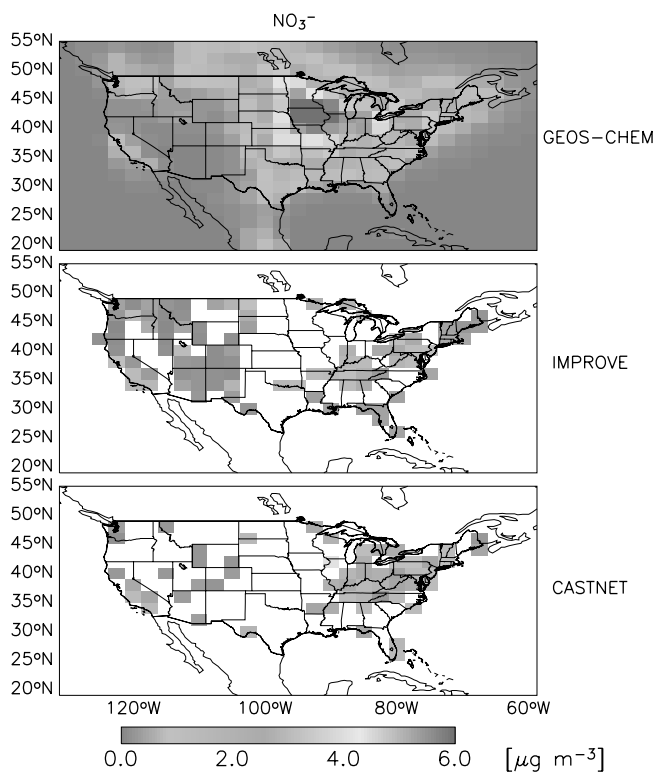 NO₃⁻
55°N
50°N
45°N
40°N
35°N
30°N
25°N
20°N
GEOS-CHEM
55°N
50°N
45°N
40°N
35°N
30°N
25°N
20°N
IMPROVE
55°N
50°N
45°N
40°N
35°N
30°N
25°N
20°N
CASTNET
120°W 100°W 80°W 60°W
0.0 2.0 4.0 6.0 [μg m⁻³]